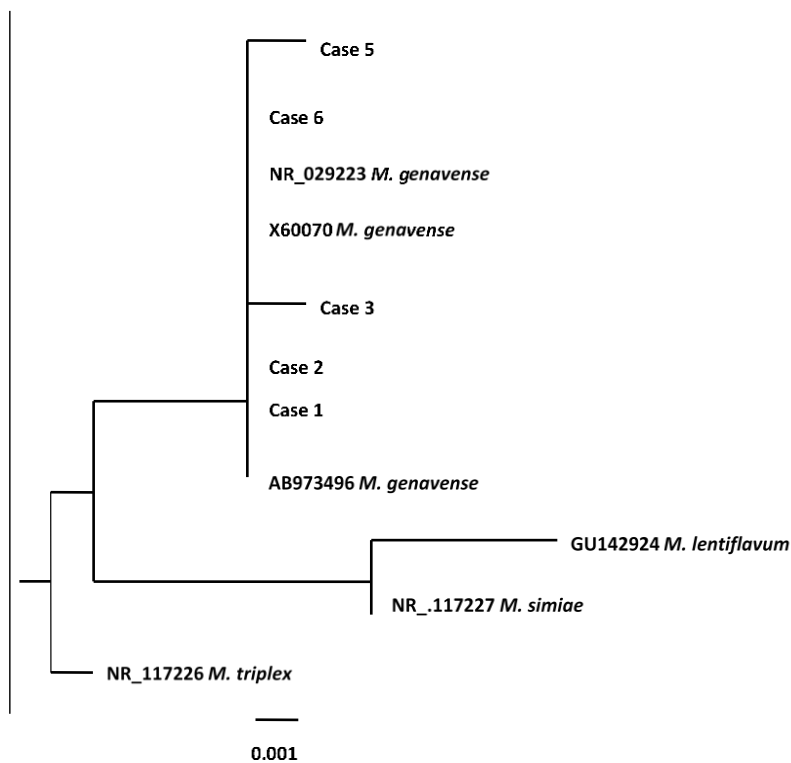 Case 5
Case 6
NR_029223 M. genavense
X60070 M. genavense
Case 3
Case 2
Case 1
AB973496 M. genavense
GU142924 M. lentiflavum
NR_.117227 M. simiae
NR_117226 M. triplex
0.001